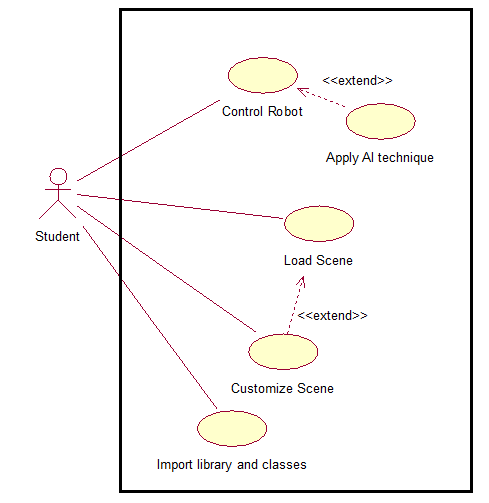 <<extend>>
Control Robot
Apply AI technique
Student
Load Scene
<<extend>>
Customize Scene
Import library and classes